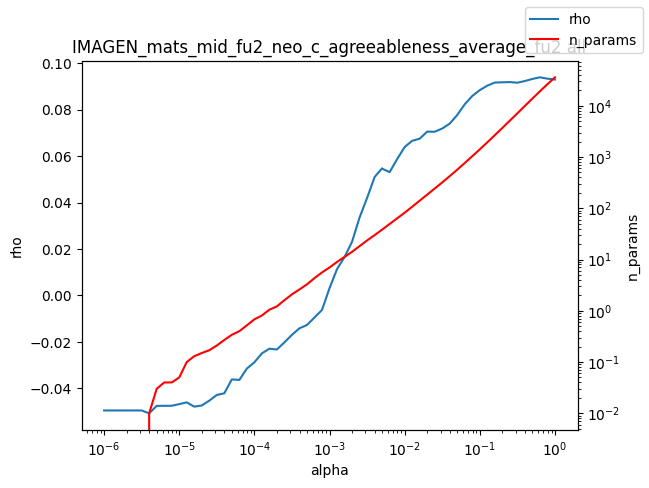 rho
n_params
IMAGEN_mats_mid_fu2_neo_c_agreeableness_average_fu2_all
0.10
0.08
0.06
0.04
0.02
0.00
−0.02
−0.04
rho
10⁴
10³
10²
10¹
10⁰
10⁻¹
10⁻²
n_params
10⁻⁶ 10⁻⁵ 10⁻⁴ 10⁻³ 10⁻² 10⁻¹ 10⁰
alpha